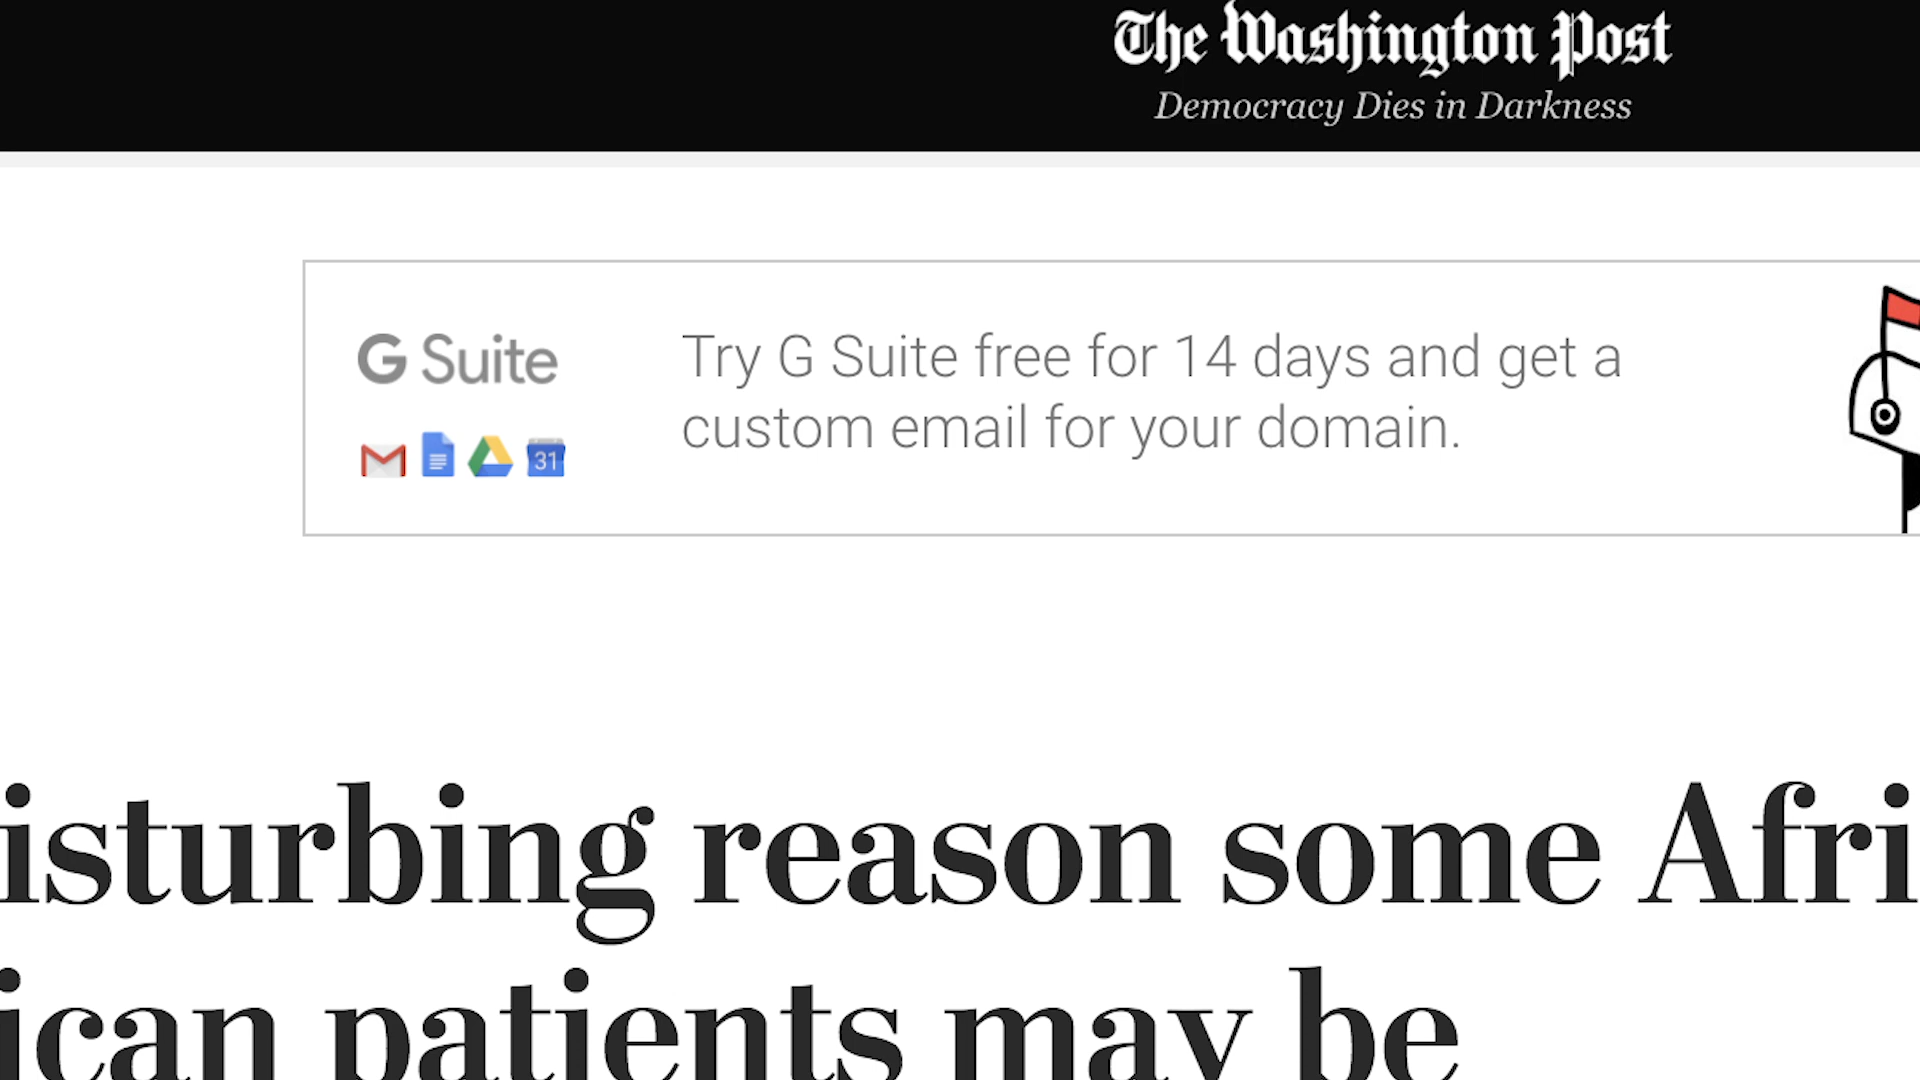 The Washington Post
Democracy Dies in Darkness
G Suite
Try G Suite free for 14 days and get a
custom email for your domain.
31
isturbing reason some Afri
ican patients may be